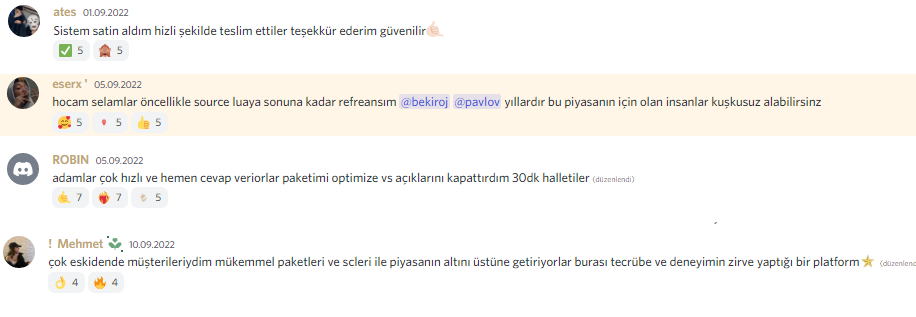 ates 01.09.2022
Sistem satin aldım hizli şekilde teslim ettiler teşekkür ederim güvenilir🤙🏻
✅ 5 🙈 5
eserx ' 05.09.2022
hocam selamlar öncellikle source luaya sonuna kadar refreansım @bekiroj @pavlov yıllardır bu piyasanın için olan insanlar kuşkusuz alabilirsinz
🥰 5 🌹 5 👍 5
ROBIN 05.09.2022
adamlar çok hızlı ve hemen cevap veriorlar paketimi optimize vs açıklarını kapattırdım 30dk halletiler (düzenlendi)
🤙 7 ❤️‍🔥 7 5
! Mehmet 10.09.2022
çok eskidende müşterileriydim mükemmel paketleri ve scleri ile piyasanın altını üstüne getiriyorlar burası tecrübe ve deneyimin zirve yaptığı bir platform⭐ (düzenlenc
👌 4 🔥 4